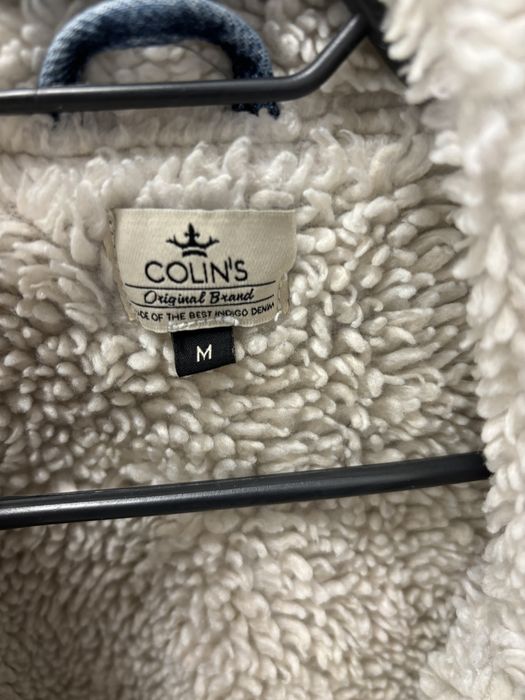 COLIN'S
Original Brand
OF THE BEST INDIGO DENIM
M